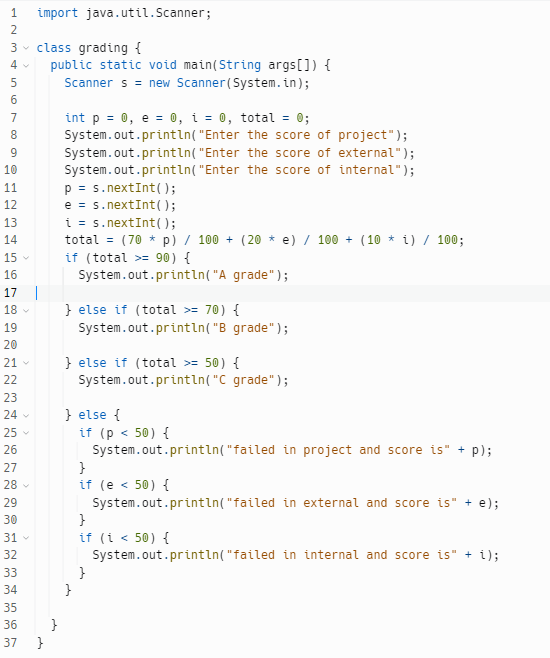 1 import java.util.Scanner;
2
3 class grading {
4 public static void main(String args[]) {
5 Scanner s = new Scanner(System.in);
6
7 int p = 0, e = 0, i = 0, total = 0;
8 System.out.println("Enter the score of project");
9 System.out.println("Enter the score of external");
10 System.out.println("Enter the score of internal");
11 p = s.nextInt();
12 e = s.nextInt();
13 i = s.nextInt();
14 total = (70 * p) / 100 + (20 * e) / 100 + (10 * i) / 100;
15 if (total >= 90) {
16 System.out.println("A grade");
17
18 } else if (total >= 70) {
19 System.out.println("B grade");
20
21 } else if (total >= 50) {
22 System.out.println("C grade");
23
24 } else {
25 if (p < 50) {
26 System.out.println("failed in project and score is" + p);
27 }
28 if (e < 50) {
29 System.out.println("failed in external and score is" + e);
30 }
31 if (i < 50) {
32 System.out.println("failed in internal and score is" + i);
33 }
34 }
35
36 }
37 }